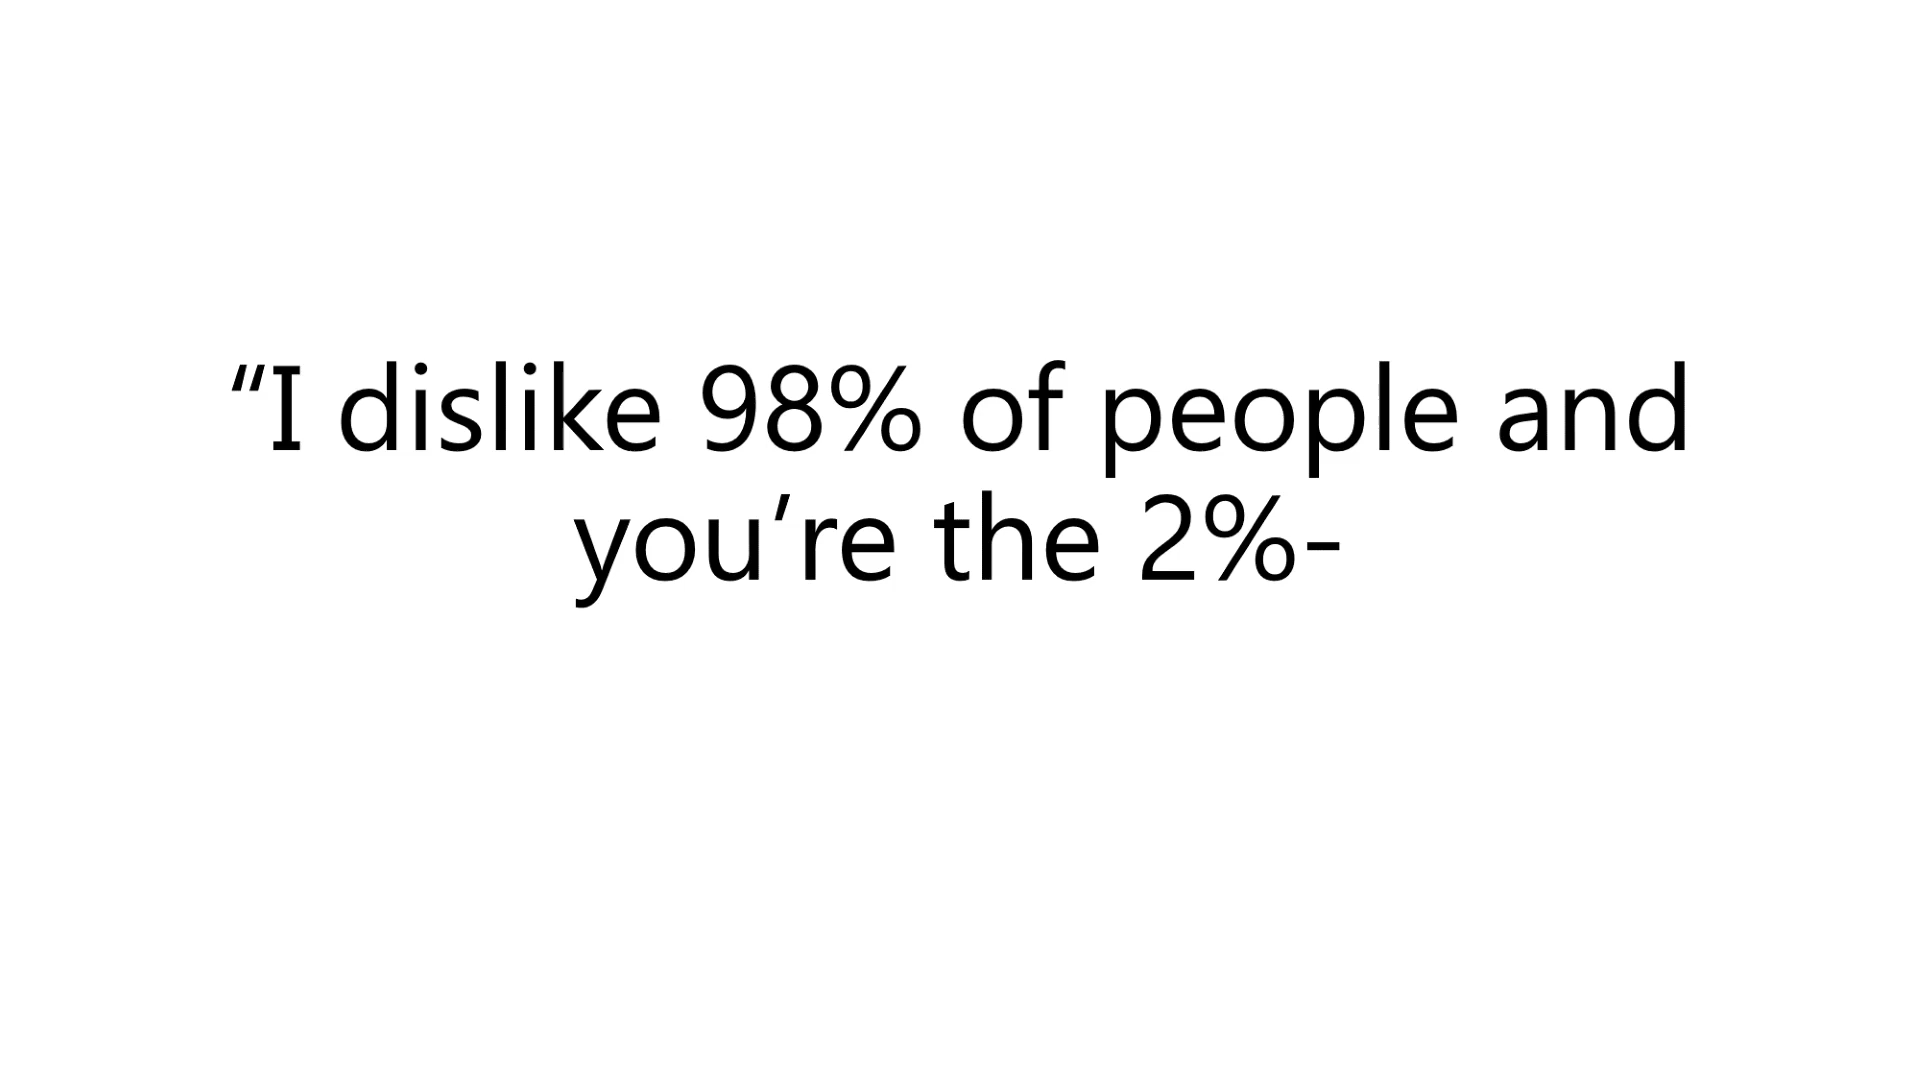 “I dislike 98% of people and
you’re the 2%-